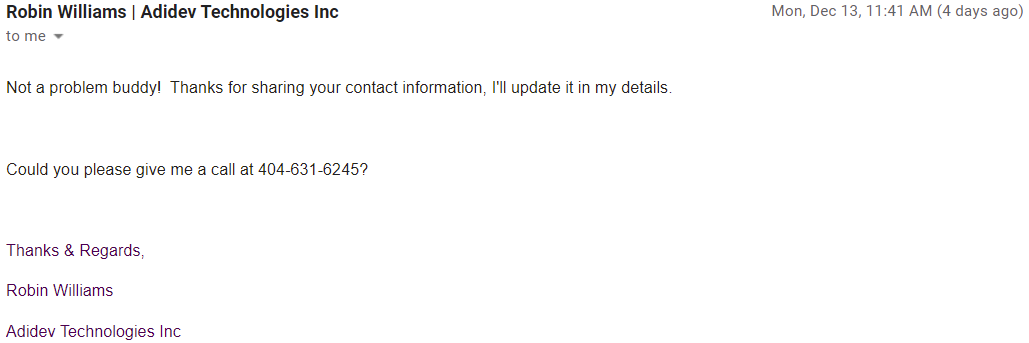 Robin Williams | Adidev Technologies Inc
Mon, Dec 13, 11:41 AM (4 days ago)
to me
Not a problem buddy!  Thanks for sharing your contact information, I'll update it in my details.
Could you please give me a call at 404-631-6245?
Thanks & Regards,
Robin Williams
Adidev Technologies Inc